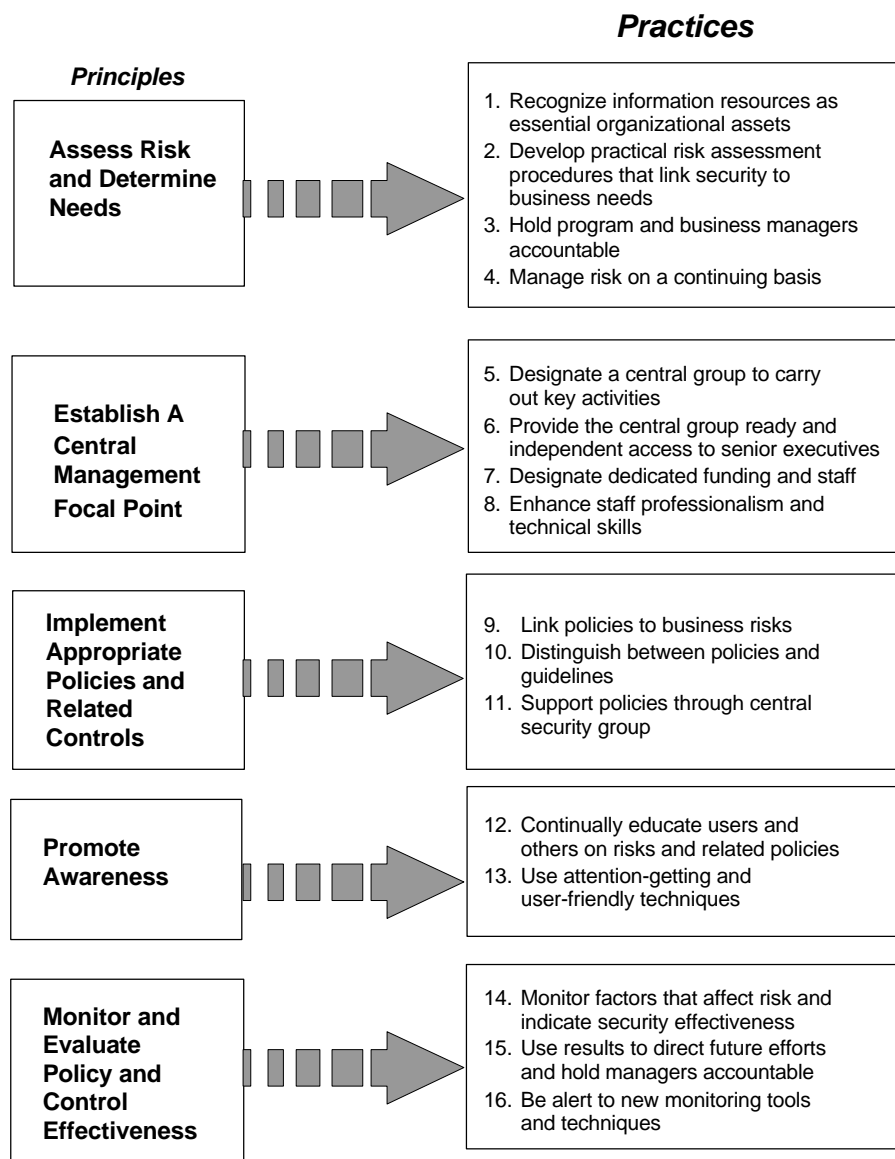 Practices
Principles
Assess Risk
and Determine
Needs
1. Recognize information resources as
essential organizational assets
2. Develop practical risk assessment
procedures that link security to
business needs
3. Hold program and business managers
accountable
4. Manage risk on a continuing basis
Establish A
Central
Management
Focal Point
5. Designate a central group to carry
out key activities
6. Provide the central group ready and
independent access to senior executives
7. Designate dedicated funding and staff
8. Enhance staff professionalism and
technical skills
Implement
Appropriate
Policies and
Related
Controls
9. Link policies to business risks
10. Distinguish between policies and
guidelines
11. Support policies through central
security group
Promote
Awareness
12. Continually educate users and
others on risks and related policies
13. Use attention-getting and
user-friendly techniques
Monitor and
Evaluate
Policy and
Control
Effectiveness
14. Monitor factors that affect risk and
indicate security effectiveness
15. Use results to direct future efforts
and hold managers accountable
16. Be alert to new monitoring tools
and techniques